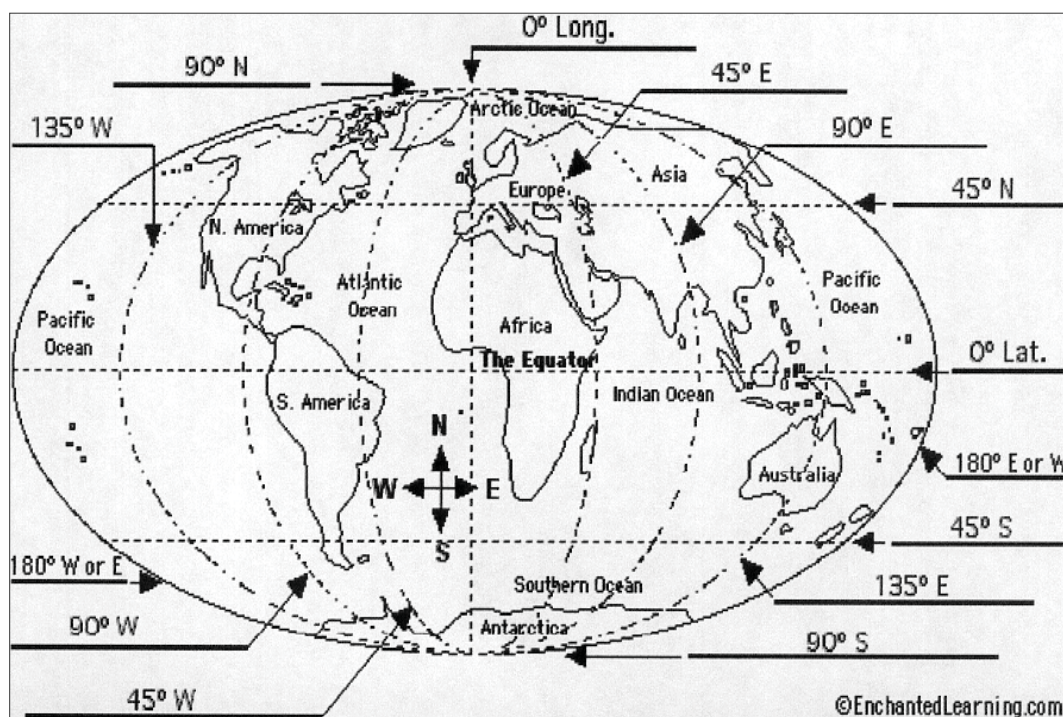 0º Long.
90º N
45º E
135º W
Arctic Ocean
90º E
Asia
Europe
45º N
N. America
Atlantic
Ocean
Pacific
Ocean
Pacific
Ocean
Africa
The Equator
0º Lat.
S. America
Indian Ocean
N
W
E
S
Australia
180º E or W
45º S
180º W or E
Southern Ocean
135º E
90º W
Antarctica
90º S
45º W
©EnchantedLearning.com